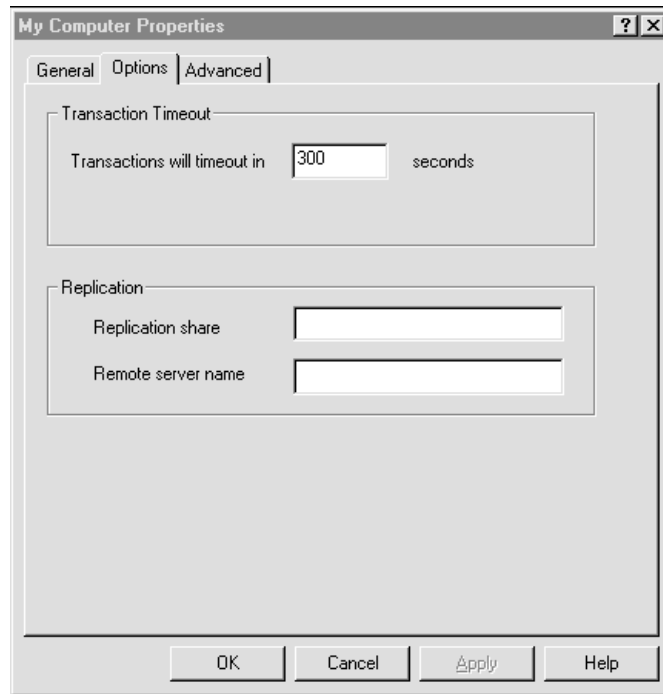 My Computer Properties
General Options Advanced
Transaction Timeout
Transactions will timeout in 300 seconds
Replication
Replication share
Remote server name
OK Cancel Apply Help